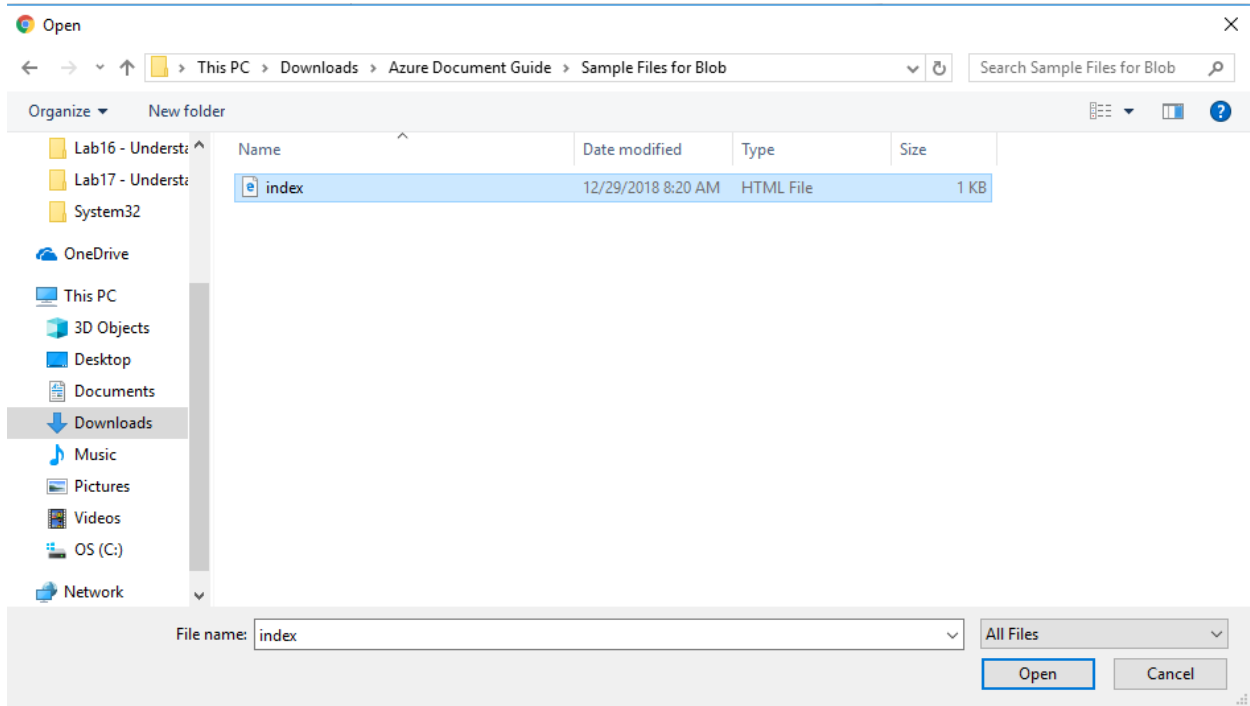 Open
This PC > Downloads > Azure Document Guide > Sample Files for Blob
Search Sample Files for Blob
Organize
New folder
Name
Date modified
Type
Size
index
12/29/2018 8:20 AM
HTML File
1 KB
Lab16 - Understa
Lab17 - Understa
System32
OneDrive
This PC
3D Objects
Desktop
Documents
Downloads
Music
Pictures
Videos
OS (C:)
Network
File name:
index
All Files
Open
Cancel